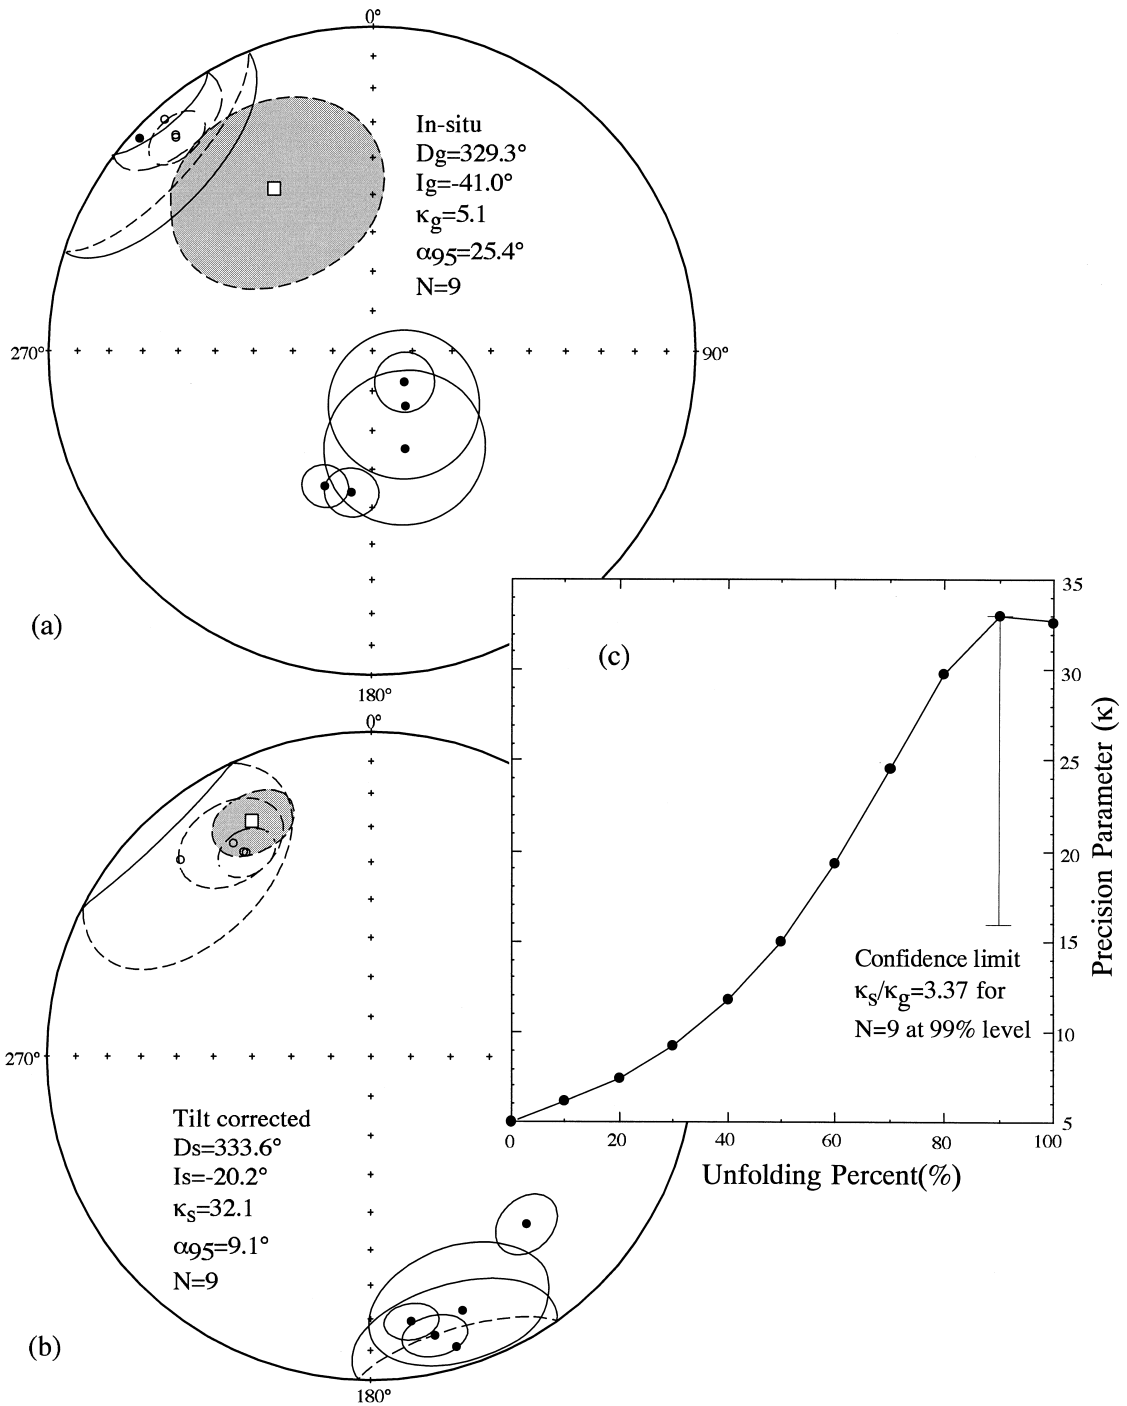 0°
In-situ
Dg=329.3°
Ig=-41.0°
κg=5.1
α95=25.4°
N=9
270°
90°
(a)
180°
0°
270°
Tilt corrected
Ds=333.6°
Is=-20.2°
κs=32.1
α95=9.1°
N=9
(b)
180°
(c)
35
30
25
20
15
10
5
Precision Parameter (κ)
Confidence limit
κs/κg=3.37 for
N=9 at 99% level
0 20 40 60 80 100
Unfolding Percent(%)